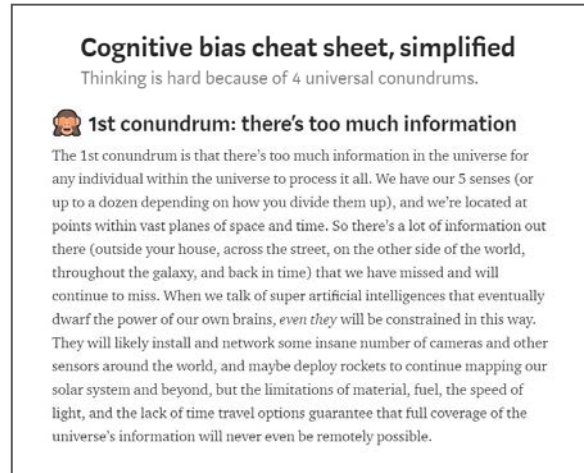 Cognitive bias cheat sheet, simplified
Thinking is hard because of 4 universal conundrums.
1st conundrum: there's too much information
The 1st conundrum is that there's too much information in the universe for
any individual within the universe to process it all. We have our 5 senses (or
up to a dozen depending on how you divide them up), and we're located at
points within vast planes of space and time. So there's a lot of information out
there (outside your house, across the street, on the other side of the world,
throughout the galaxy, and back in time) that we have missed and will
continue to miss. When we talk of super artificial intelligences that eventually
dwarf the power of our own brains, even they will be constrained in this way.
They will likely install and network some insane number of cameras and other
sensors around the world, and maybe deploy rockets to continue mapping our
solar system and beyond, but the limitations of material, fuel, the speed of
light, and the lack of time travel options guarantee that full coverage of the
universe's information will never even be remotely possible.